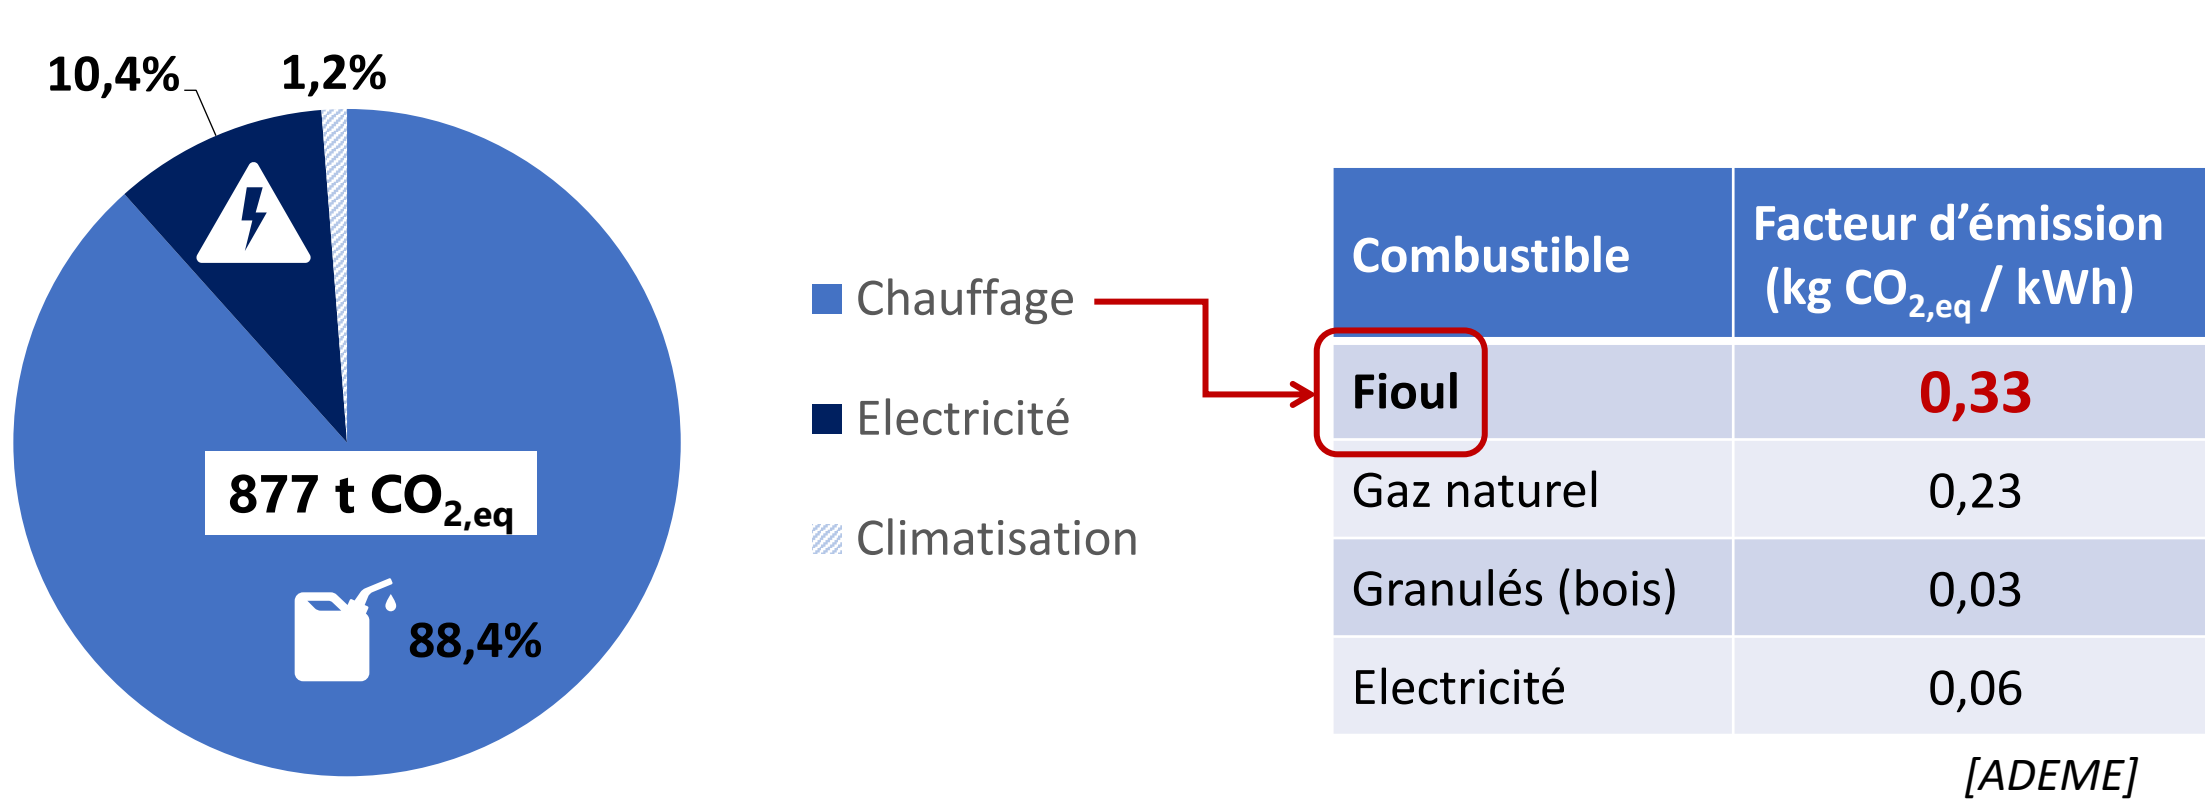 10,4%
1,2%
877 t CO2,eq
88,4%
Chauffage
Electricité
Climatisation
Combustible
Facteur d’émission
(kg CO2,eq / kWh)
Fioul
0,33
Gaz naturel
0,23
Granulés (bois)
0,03
Electricité
0,06
[ADEME]